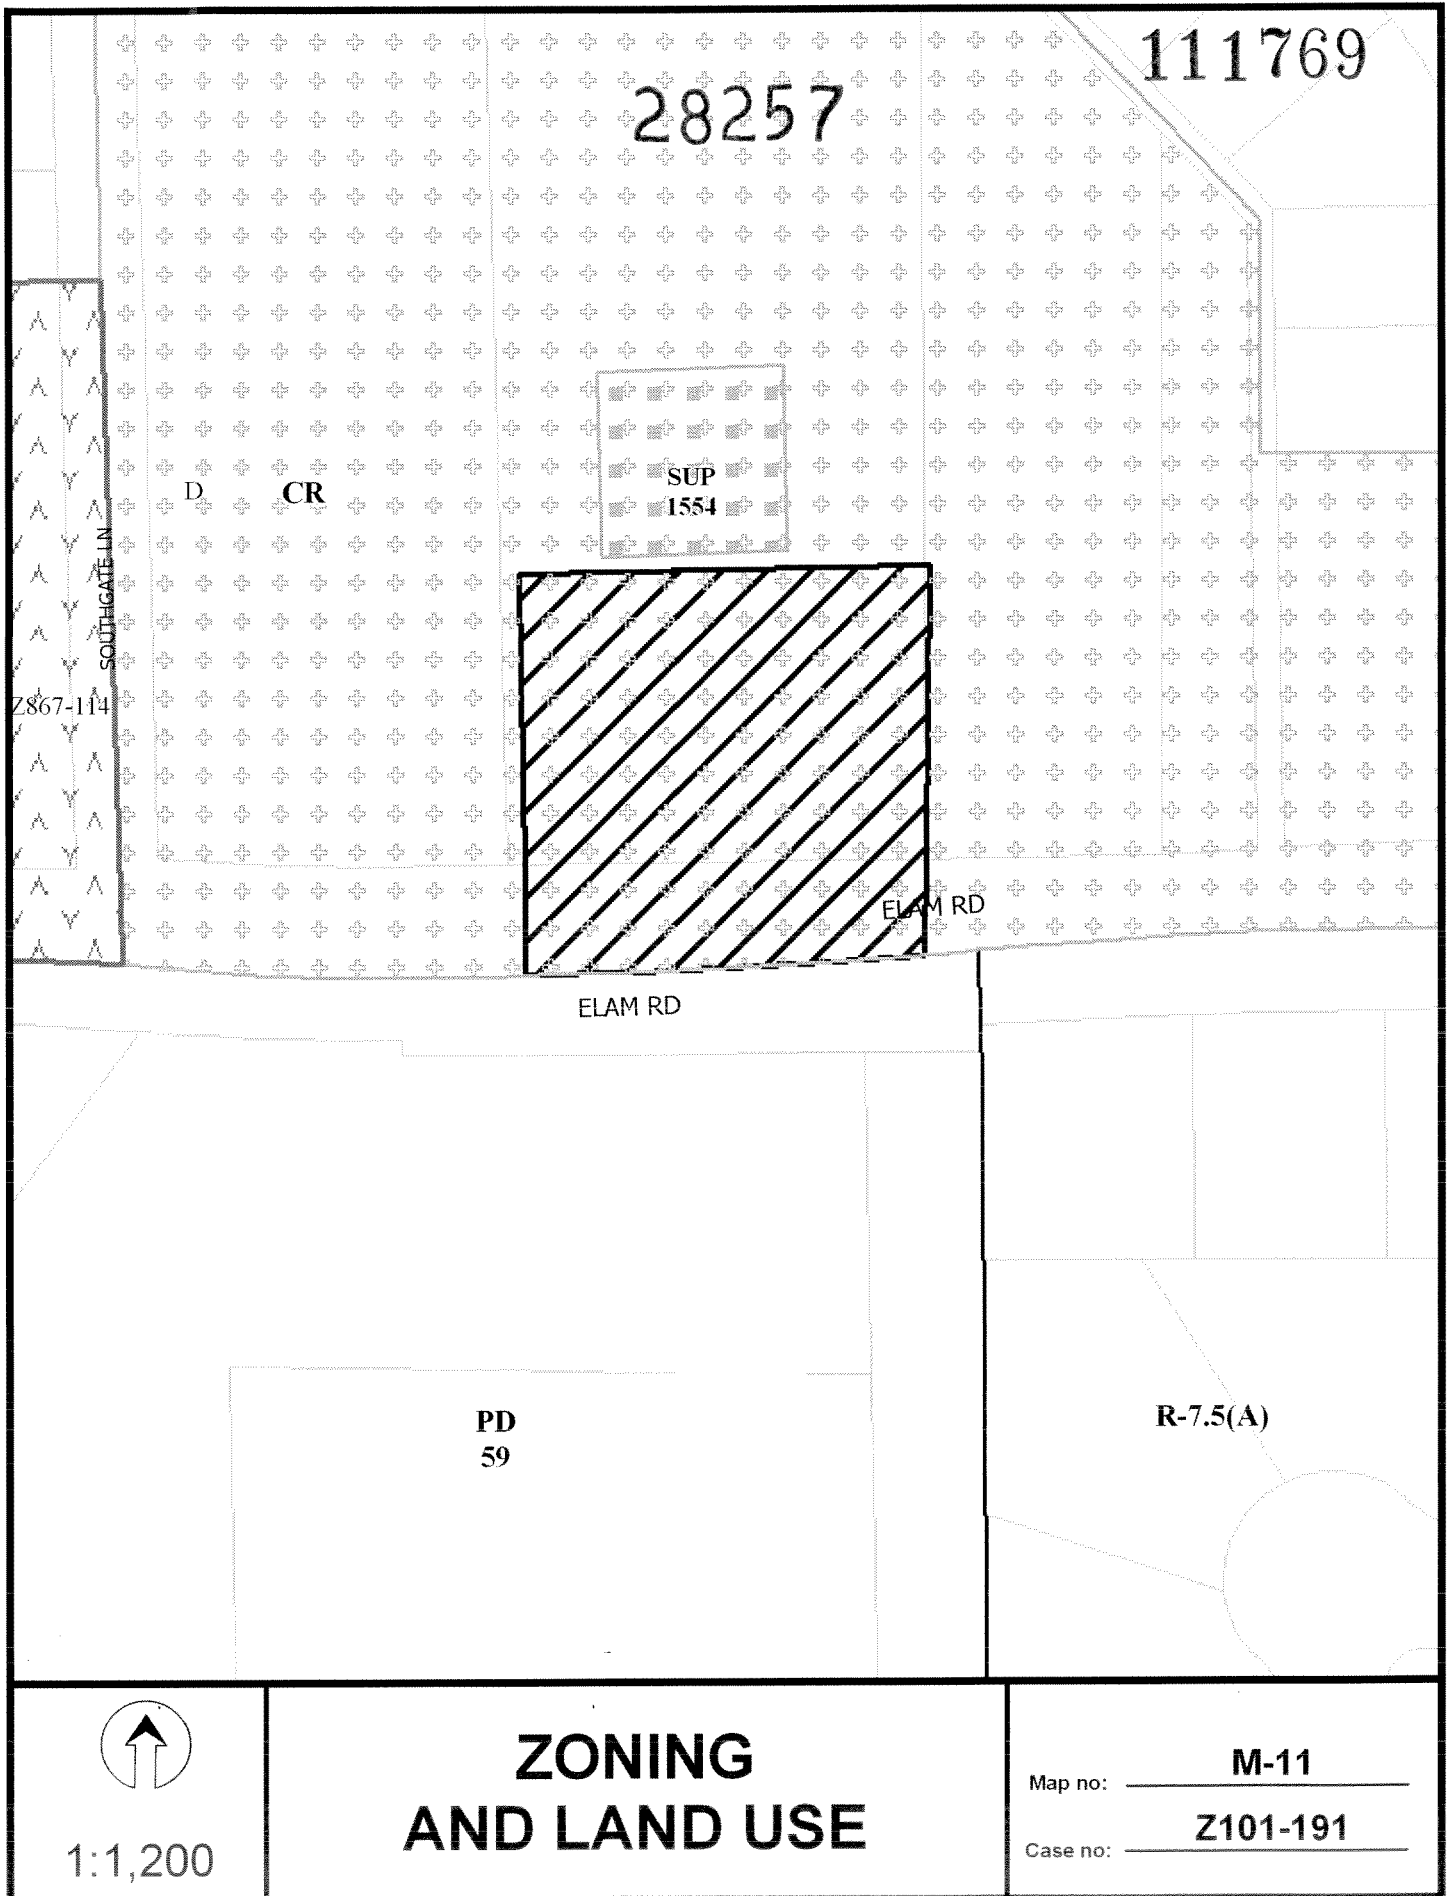 111769
28257
SUP
1554
D
CR
SOUTHGATE LN
Z867-114
ELAM RD
ELAM RD
PD
59
R-7.5(A)
1:1,200
ZONING
AND LAND USE
Map no: M-11
Case no: Z101-191